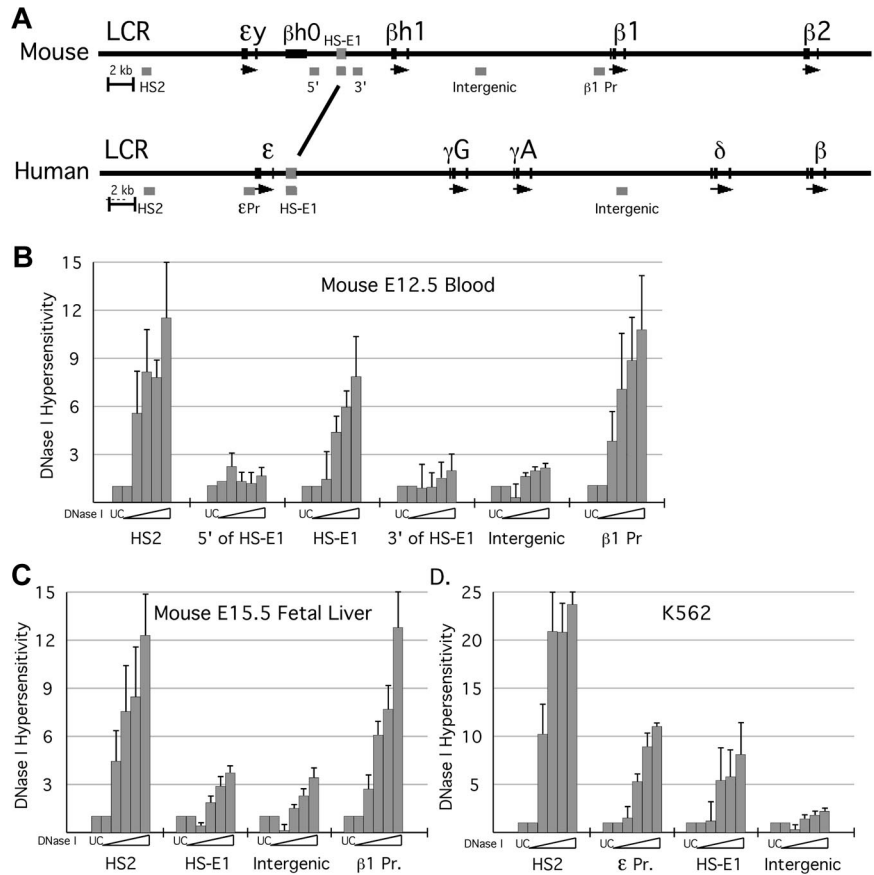 A
LCR εy βh0 HS-E1 βh1 β1 β2
Mouse
2 kb HS2 5' 3' Intergenic β1 Pr
LCR ε γG γA δ β
Human
2 kb HS2 εPr HS-E1 Intergenic
B
Mouse E12.5 Blood
DNase I Hypersensitivity
15
12
9
6
3
DNase I UC UC UC UC UC UC
HS2 5' of HS-E1 HS-E1 3' of HS-E1 Intergenic β1 Pr
C
Mouse E15.5 Fetal Liver
DNase I Hypersensitivity
15
12
9
6
3
DNase I UC UC UC UC
HS2 HS-E1 Intergenic β1 Pr.
D.
K562
DNase I Hypersensitivity
25
20
15
10
5
DNase I UC UC UC UC
HS2 ε Pr. HS-E1 Intergenic